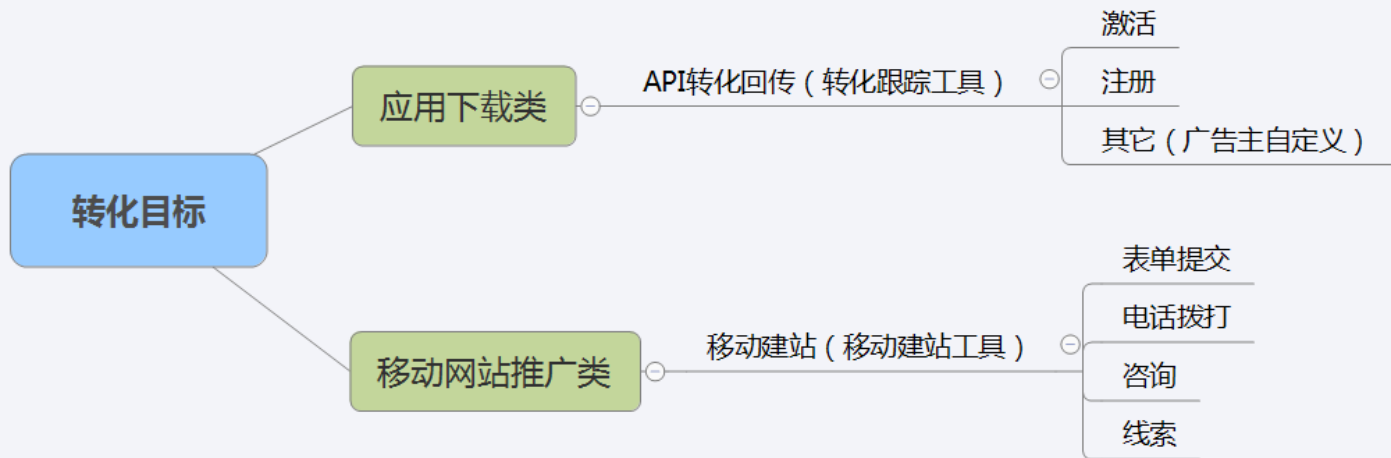 转化目标
应用下载类
API转化回传（转化跟踪工具）
激活
注册
其它（广告主自定义）
移动网站推广类
移动建站（移动建站工具）
表单提交
电话拨打
咨询
线索